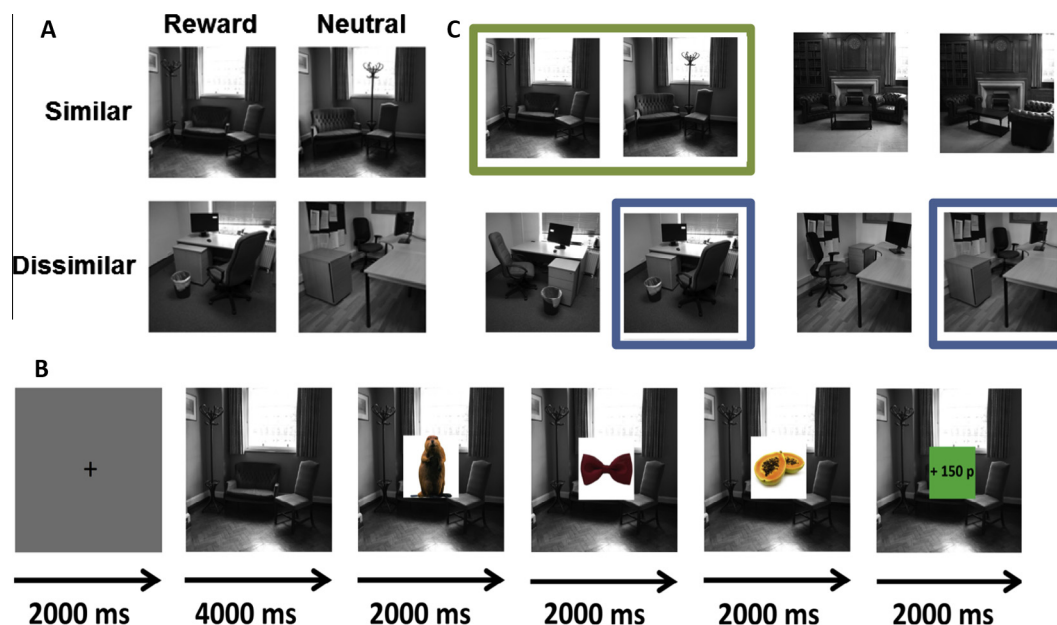 A
Reward
Neutral
C
Similar
Dissimilar
B
+
+ 150 p
2000 ms
4000 ms
2000 ms
2000 ms
2000 ms
2000 ms